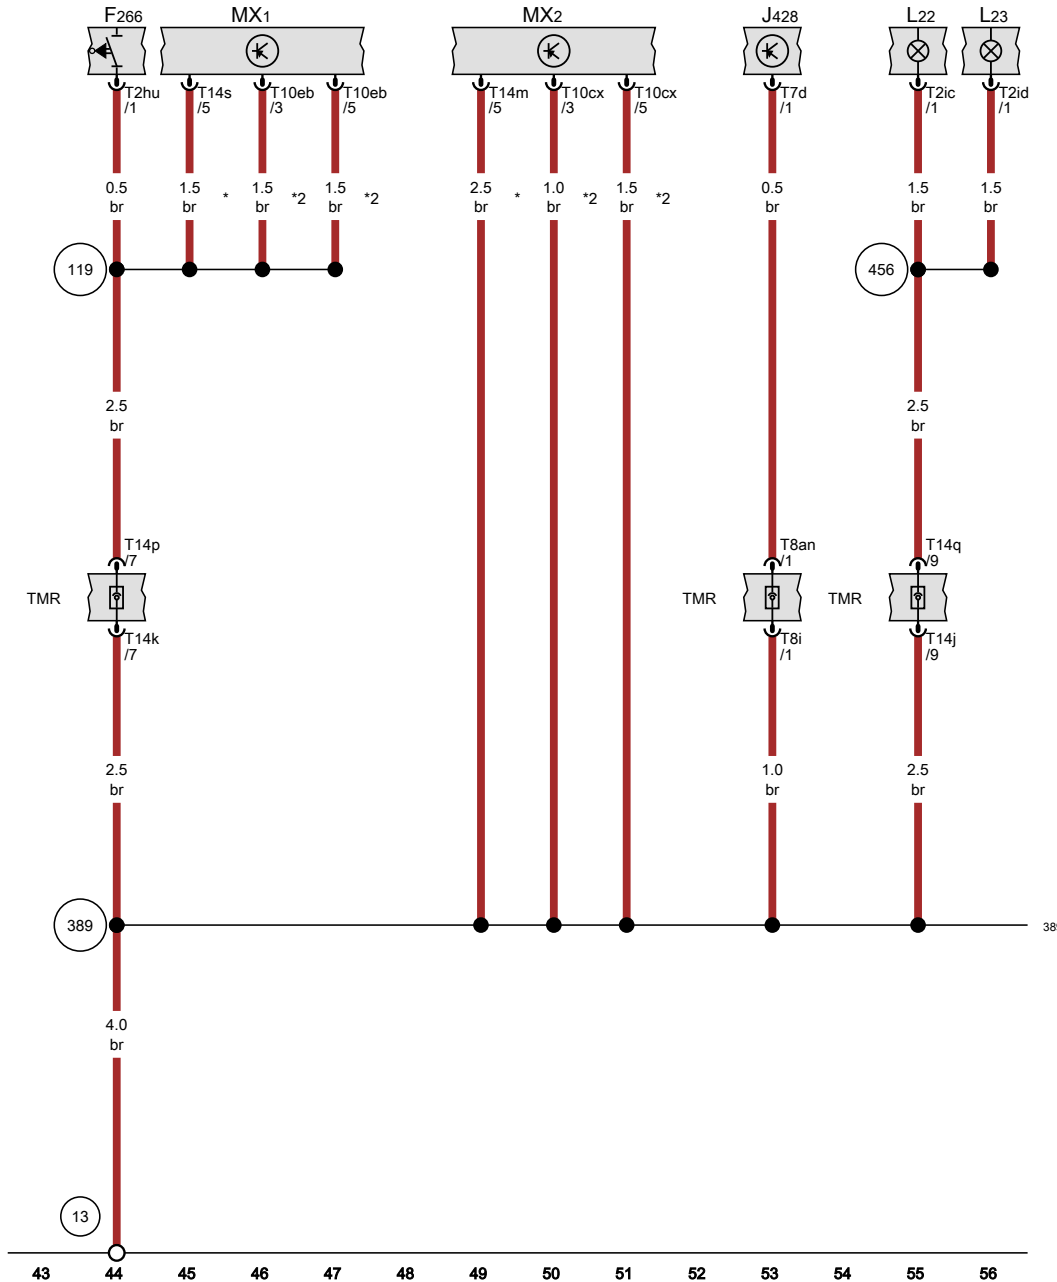 F266 MX1 MX2 J428 L22 L23
T2hu T14s T10eb T10eb T14m T10cx T10cx T7d T2ic T2id
/1 /5 /3 /5 /5 /3 /5 /1 /1 /1
0.5 1.5 1.5 1.5 2.5 1.0 1.5 0.5 1.5 1.5
* *2 *2 * *2 *2
br br br br br br br br br br
119 456
2.5 2.5
br br
T14p T8an T14q
/7 /1 /9
TMR TMR TMR
T14k T8i T14j
/7 /1 /9
2.5 1.0 2.5
br br br
389 389
4.0
br
13
43 44 45 46 47 48 49 50 51 52 53 54 55 56